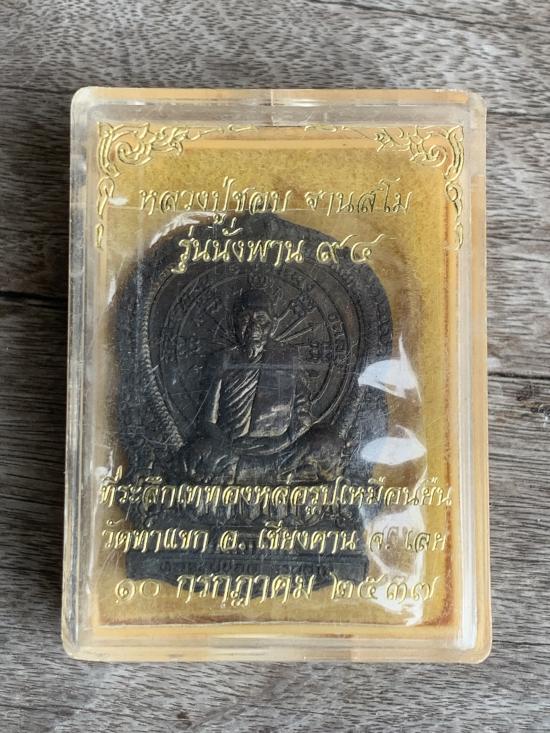 หลวงปู่ชอบ ฐานสโม
รุ่นนั่งพาน ๙๔
ที่ระลึกเททองหล่อรูปเหมือนยืน
วัดท่าแขก อ. เชียงคาน จ. เลย
๑๐ กรกฎาคม ๒๕๓๗